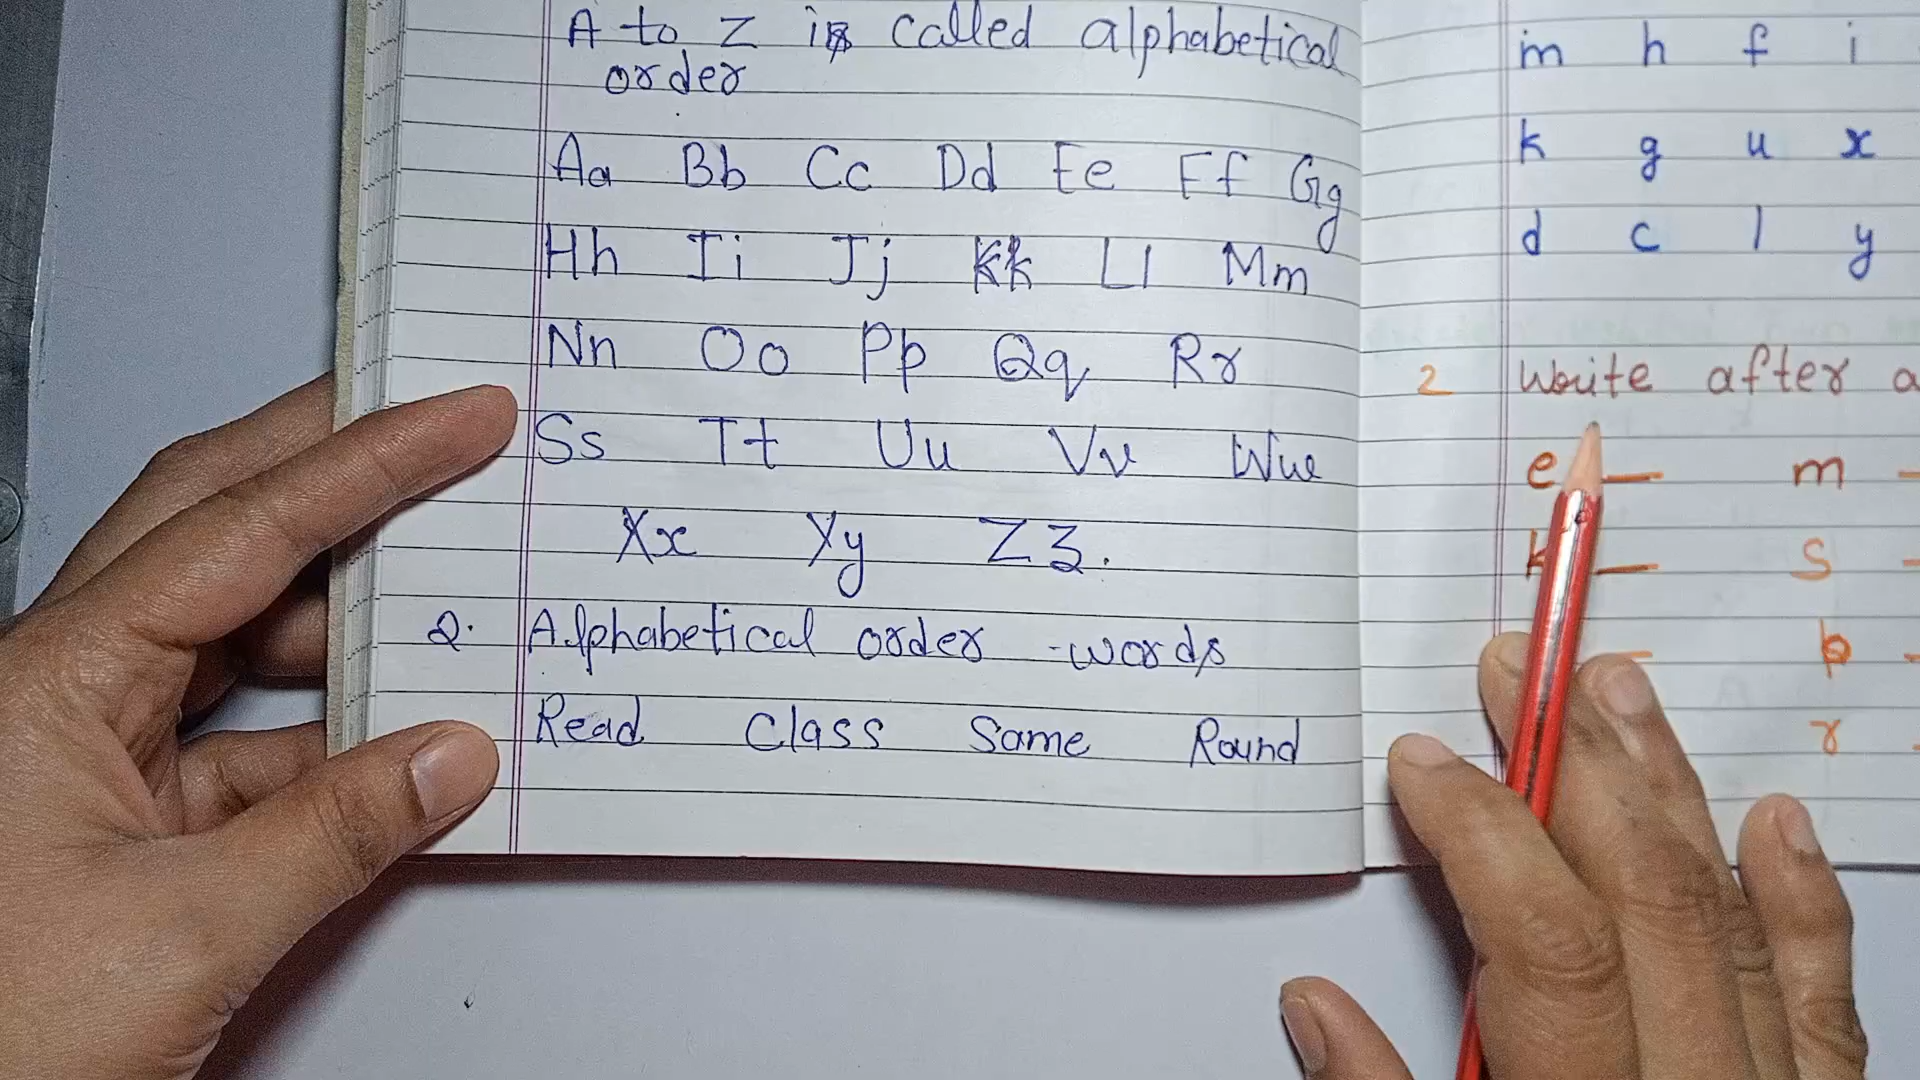 A to Z is called alphabetical
order
Aa Bb Cc Dd Ee Ff Gg
Hh Ii Jj Kk Ll Mm
Nn Oo Pp Qq Rr
Ss Tt Uu Vv Ww
Xx Yy Zz.
Q. Alphabetical order - words
Read Class Same Round
m h f i
k g u x
d c l y
2 Write after a
e _ m _
k _ s _
_ b _
r _